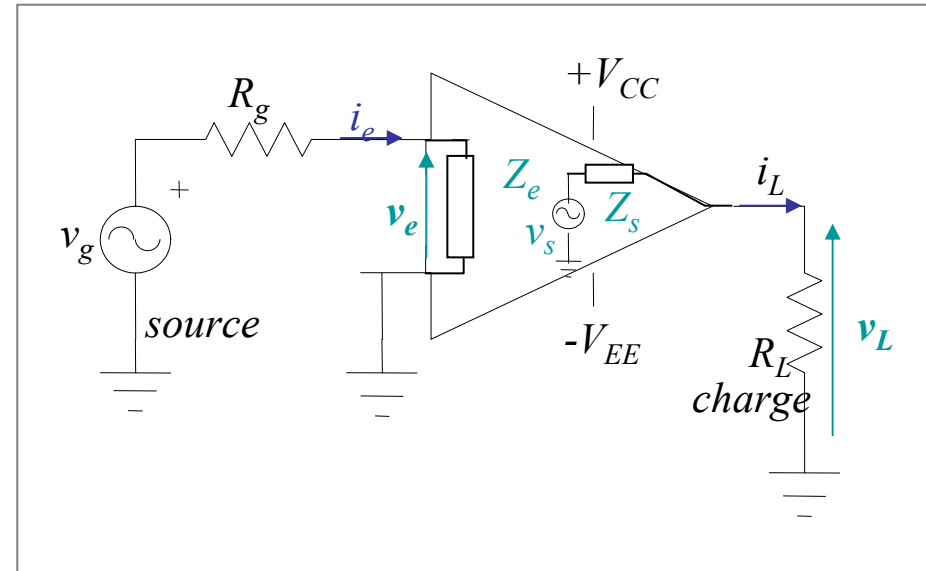 +V_CC
R_g
i_e
+
v_g
source
v_e
Z_e
v_s
Z_s
i_L
-V_EE
R_L
charge
v_L